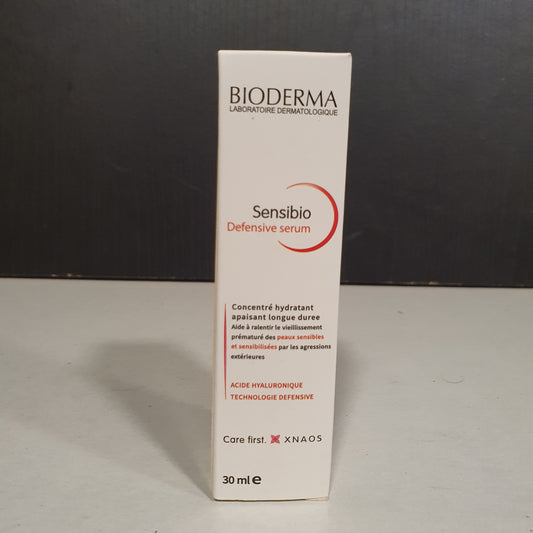 BIODERMA
LABORATOIRE DERMATOLOGIQUE
Sensibio
Defensive serum
Concentré hydratant
apaisant longue duree
Aide à ralentir le vieillissement
prématuré des peaux sensibles
et sensibilisées par les agressions
extérieures
ACIDE HYALURONIQUE
TECHNOLOGIE DEFENSIVE
Care first. XNAOS
30 ml e